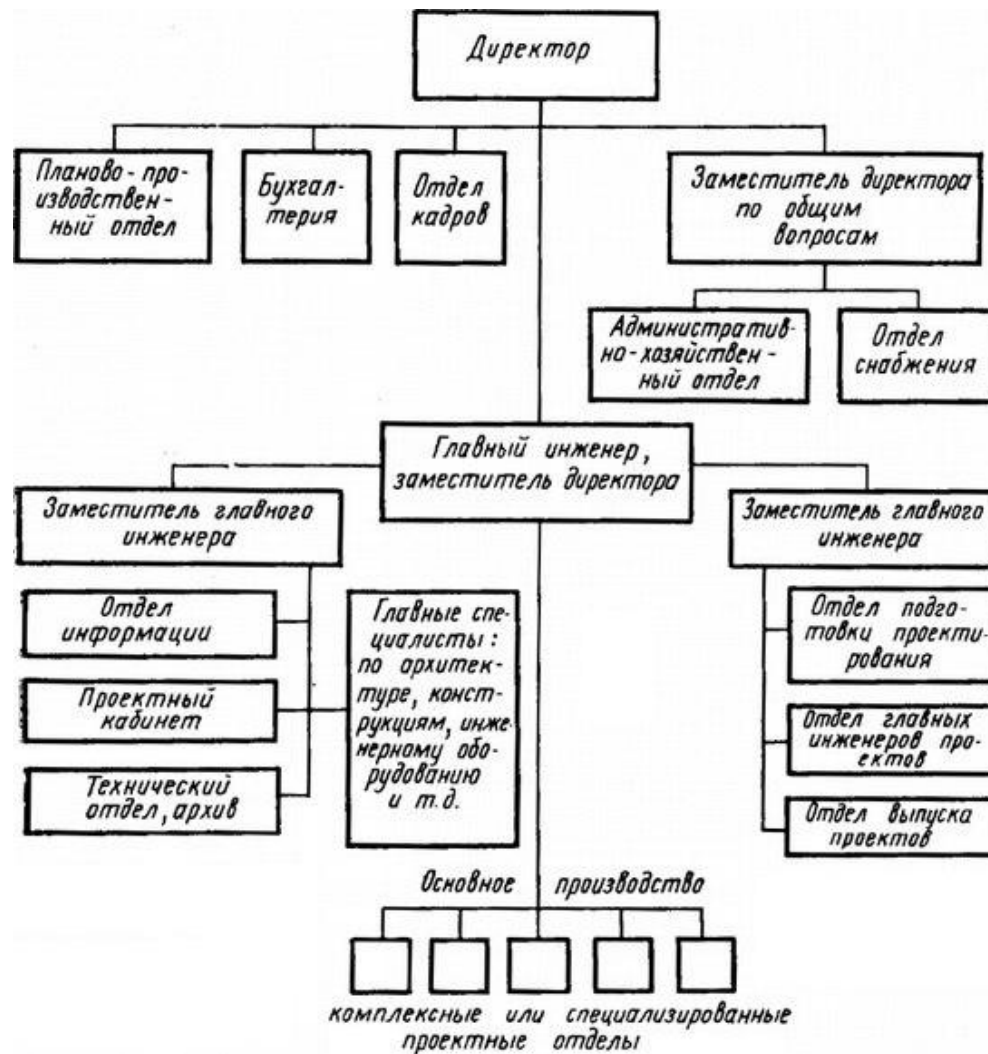 Директор
Планово-про-
изводствен-
ный отдел
Бухгал-
терия
Отдел
кадров
Заместитель директора
по общим
вопросам
Административ-
но-хозяйствен-
ный отдел
Отдел
снабжения
Главный инженер,
заместитель директора
Заместитель главного
инженера
Заместитель главного
инженера
Отдел
информации
Проектный
кабинет
Технический
отдел, архив
Главные спе-
циалисты:
по архитек-
туре, конст-
рукциям, инже-
нерному обо-
рудованию
и т.д.
Отдел подго-
товки проекти-
рования
Отдел главных
инженеров про-
ектов
Отдел выпуска
проектов
Основное производство
комплексные или специализированные
проектные отделы